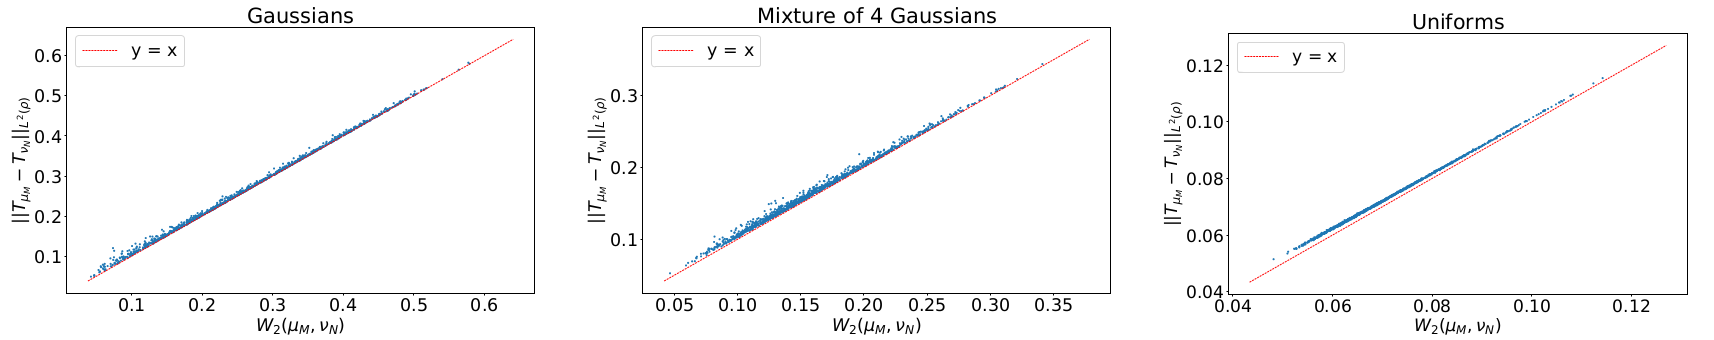 Gaussians
y = x
0.6
0.5
0.4
0.3
0.2
0.1
||T_{μ_M} − T_{ν_N}||_{L²(ρ)}
0.1 0.2 0.3 0.4 0.5 0.6
W₂(μ_M, ν_N)
Mixture of 4 Gaussians
y = x
0.3
0.2
0.1
||T_{μ_M} − T_{ν_N}||_{L²(ρ)}
0.05 0.10 0.15 0.20 0.25 0.30 0.35
W₂(μ_M, ν_N)
Uniforms
y = x
0.12
0.10
0.08
0.06
0.04
||T_{μ_M} − T_{ν_N}||_{L²(ρ)}
0.04 0.06 0.08 0.10 0.12
W₂(μ_M, ν_N)